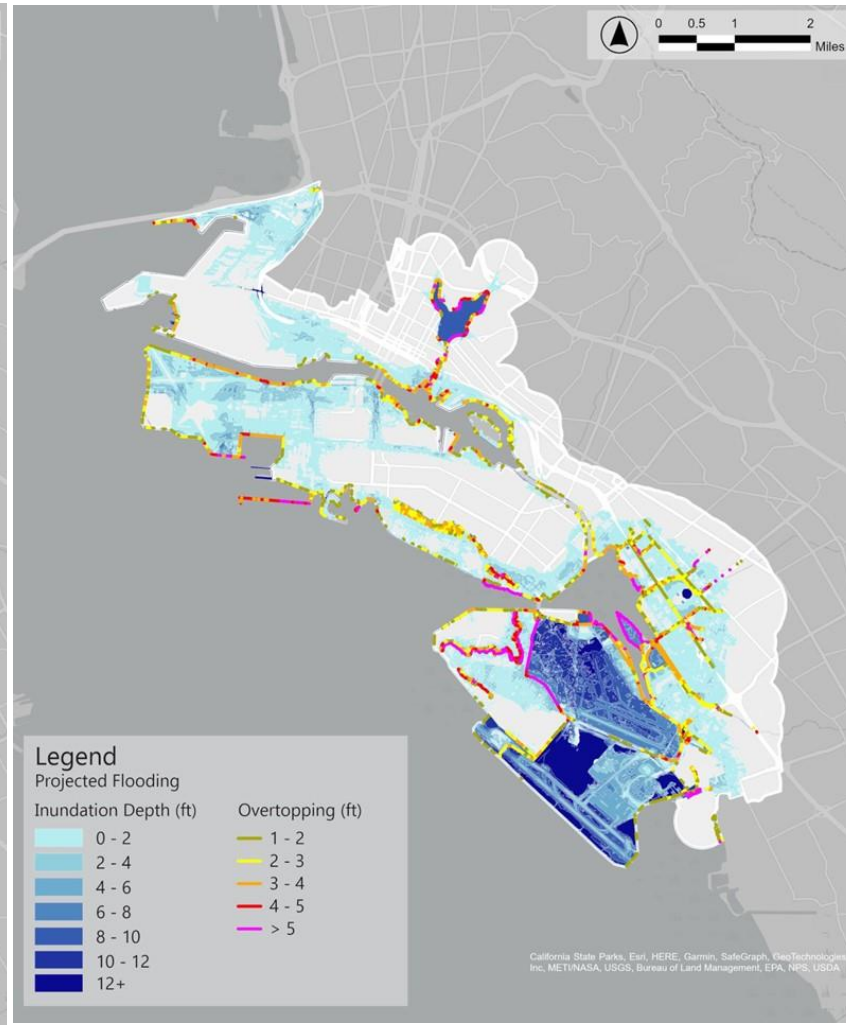 0 0.5 1 2
Miles
Legend
Projected Flooding
Inundation Depth (ft)
0 - 2
2 - 4
4 - 6
6 - 8
8 - 10
10 - 12
12+
Overtopping (ft)
1 - 2
2 - 3
3 - 4
4 - 5
> 5
California State Parks, Esri, HERE, Garmin, SafeGraph, GeoTechnologies,
Inc, METI/NASA, USGS, Bureau of Land Management, EPA, NPS, USDA